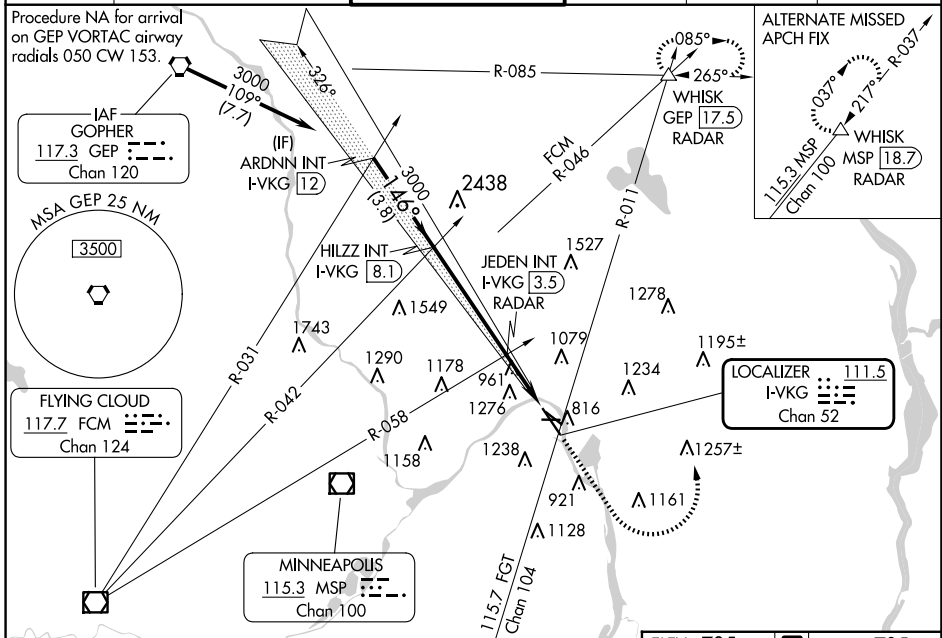 Procedure NA for arrival
on GEP VORTAC airway
radials 050 CW 153.
IAF
GOPHER
117.3 GEP
Chan 120
3000
109°
(7.7)
326°
(IF)
ARDNN INT
I-VKG 12
3000
146°
(3.8)
R-085
085°
265°
WHISK
GEP 17.5
RADAR
ALTERNATE MISSED
APCH FIX
R-037
037°
217°
WHISK
MSP 18.7
RADAR
115.3 MSP
Chan 100
MSA GEP 25 NM
3500
FCM
R-046
2438
HILZZ INT
I-VKG 8.1
JEDEN INT
I-VKG 3.5
RADAR
1527
R-011
1278
1549
1743
1290
1178
961
1276
1079
1234
1195±
R-031
R-042
R-058
LOCALIZER 111.5
I-VKG
Chan 52
816
FLYING CLOUD
117.7 FCM
Chan 124
1158
1238
1257±
921
1161
1128
MINNEAPOLIS
115.3 MSP
Chan 100
115.7 FGT
Chan 104